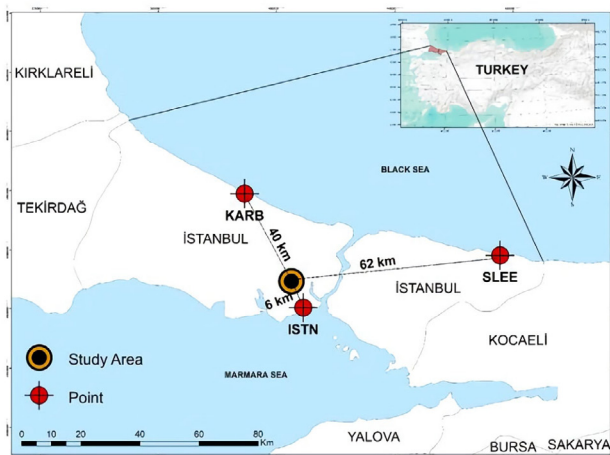 KIRKLARELİ
TURKEY
BLACK SEA
N
W
E
S
TEKİRDAĞ
KARB
İSTANBUL
40 km
62 km
SLEE
İSTANBUL
6 km
ISTN
KOCAELİ
Study Area
MARMARA SEA
Point
0 10 20 40 60 80
Km
YALOVA
BURSA
SAKARYA